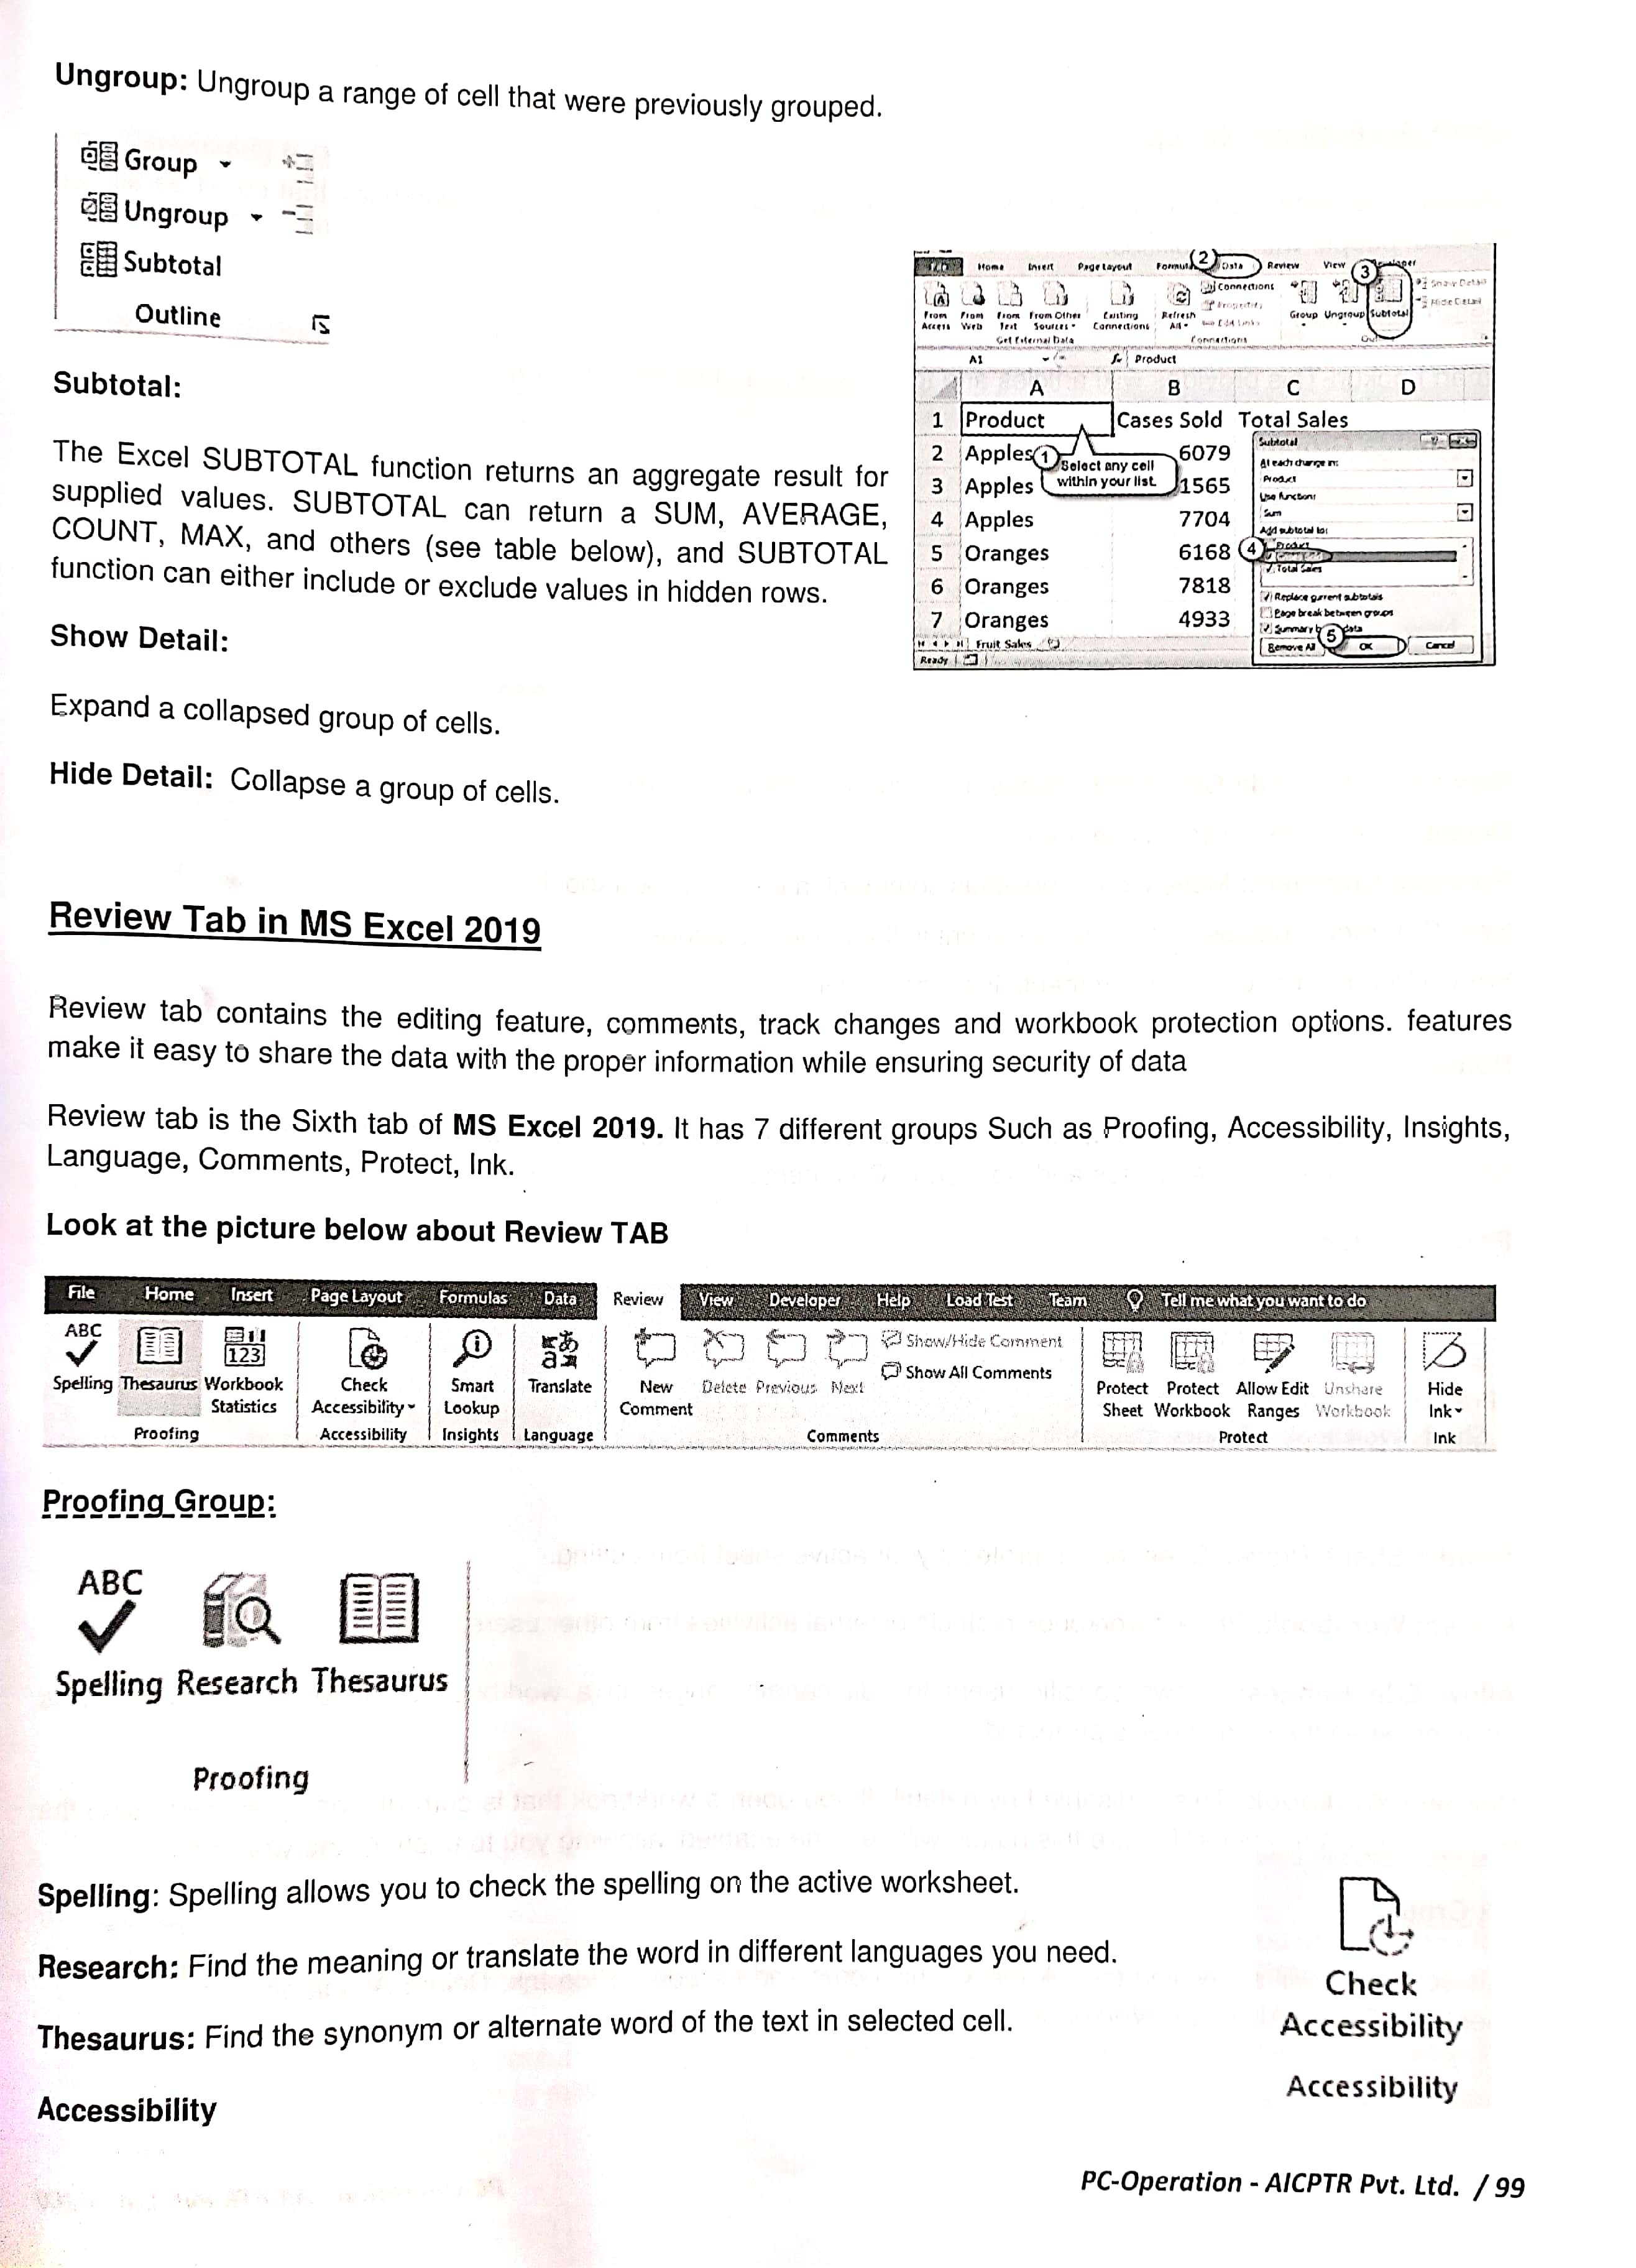 Ungroup: Ungroup a range of cell that were previously grouped.
Group
Ungroup
Subtotal
Outline
Home Insert Page Layout Data Review View
From Access From Web From Text From Other Sources Existing Connections Refresh All Connections Properties Edit Links Group Ungroup Subtotal Show Detail Hide Detail
Get External Data Connections
A1 Product
A B C D
1 Product Cases Sold Total Sales
2 Apples 6079
3 Apples 1565
4 Apples 7704
5 Oranges 6168
6 Oranges 7818
7 Oranges 4933
Fruit Sales
Ready
1 Select any cell
within your list.
2
3
Subtotal
At each change in:
Product
Use function:
Sum
Add subtotal to:
4 Product
Total Sales
Replace current subtotals
Page break between groups
Summary data
5
Remove All OK Cancel
Subtotal:
The Excel SUBTOTAL function returns an aggregate result for
supplied values. SUBTOTAL can return a SUM, AVERAGE,
COUNT, MAX, and others (see table below), and SUBTOTAL
function can either include or exclude values in hidden rows.
Show Detail:
Expand a collapsed group of cells.
Hide Detail: Collapse a group of cells.
Review Tab in MS Excel 2019
Review tab contains the editing feature, comments, track changes and workbook protection options. features
make it easy to share the data with the proper information while ensuring security of data
Review tab is the Sixth tab of MS Excel 2019. It has 7 different groups Such as Proofing, Accessibility, Insights,
Language, Comments, Protect, Ink.
Look at the picture below about Review TAB
File Home Insert Page Layout Formulas Data Review View Developer Help Load Test Team Tell me what you want to do
ABC 123 Show/Hide Comment
Show All Comments
Spelling Thesaurus Workbook Check Smart Translate New Delete Previous Next Protect Protect Allow Edit Unshare Hide
Statistics Accessibility Lookup Comment Sheet Workbook Ranges Workbook Ink
Proofing Accessibility Insights Language Comments Protect Ink
Proofing Group:
ABC
Spelling Research Thesaurus
Proofing
Spelling: Spelling allows you to check the spelling on the active worksheet.
Research: Find the meaning or translate the word in different languages you need.
Thesaurus: Find the synonym or alternate word of the text in selected cell.
Check
Accessibility
Accessibility
Accessibility
PC-Operation - AICPTR Pvt. Ltd. / 99